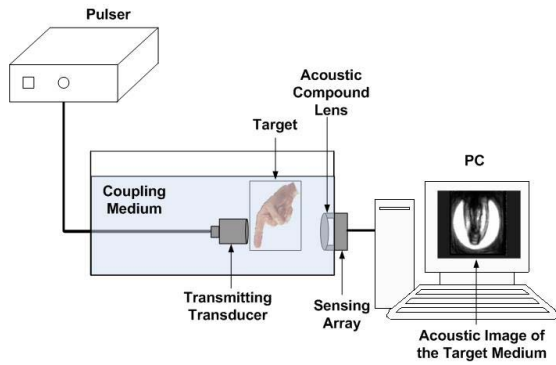 Pulser
Acoustic
Compound
Lens
Target
PC
Coupling
Medium
Transmitting
Transducer
Sensing
Array
Acoustic Image of
the Target Medium